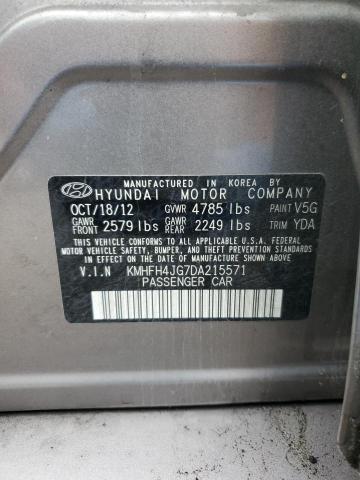 MANUFACTURED IN KOREA BY
HYUNDAI MOTOR COMPANY
OCT/18/12 GVWR 4785 lbs PAINT V5G
GAWR FRONT 2579 lbs GAWR REAR 2249 lbs TRIM YDA
THIS VEHICLE CONFORMS TO ALL APPLICABLE U.S.A. FEDERAL
MOTOR VEHICLE SAFETY, BUMPER, AND THEFT PREVENTION
STANDARDS IN EFFECT ON THE DATE OF MANUFACTURE SHOWN ABOVE.
V.I.N KMHFH4JG7DA215571
PASSENGER CAR